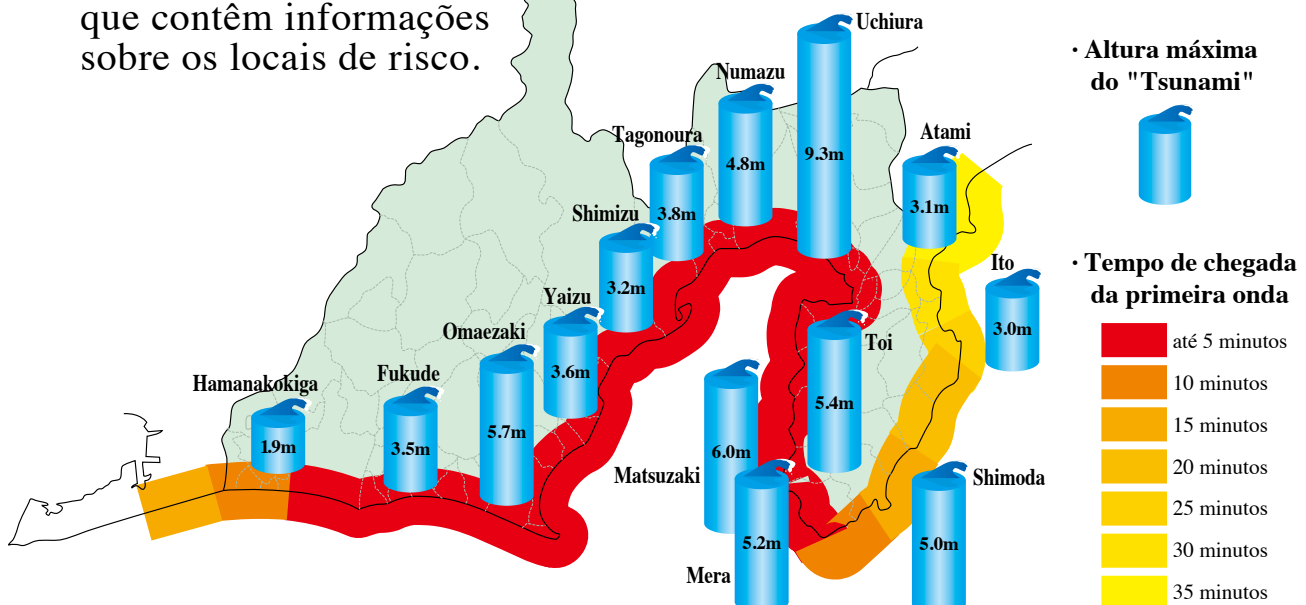 que contêm informações
sobre os locais de risco.
Uchiura
9.3m
Numazu
4.8m
Tagonoura
3.8m
Shimizu
3.2m
Yaizu
3.6m
Omaezaki
5.7m
Fukude
3.5m
Hamanakokiga
1.9m
Atami
3.1m
Ito
3.0m
Toi
5.4m
Matsuzaki
6.0m
Mera
5.2m
Shimoda
5.0m
· Altura máxima
do "Tsunami"
· Tempo de chegada
da primeira onda
até 5 minutos
10 minutos
15 minutos
20 minutos
25 minutos
30 minutos
35 minutos